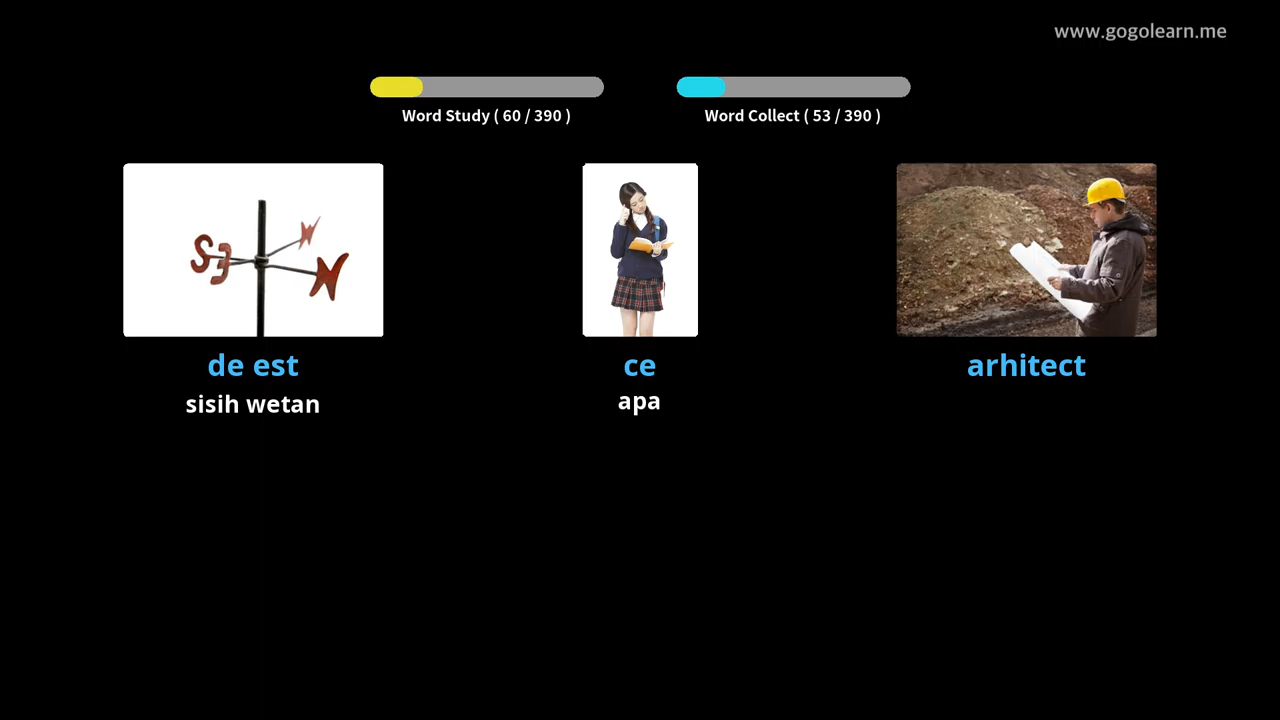 www.gogolearn.me
Word Study ( 60 / 390 )
Word Collect ( 53 / 390 )
S E N W
de est
ce
arhitect
sisih wetan
apa